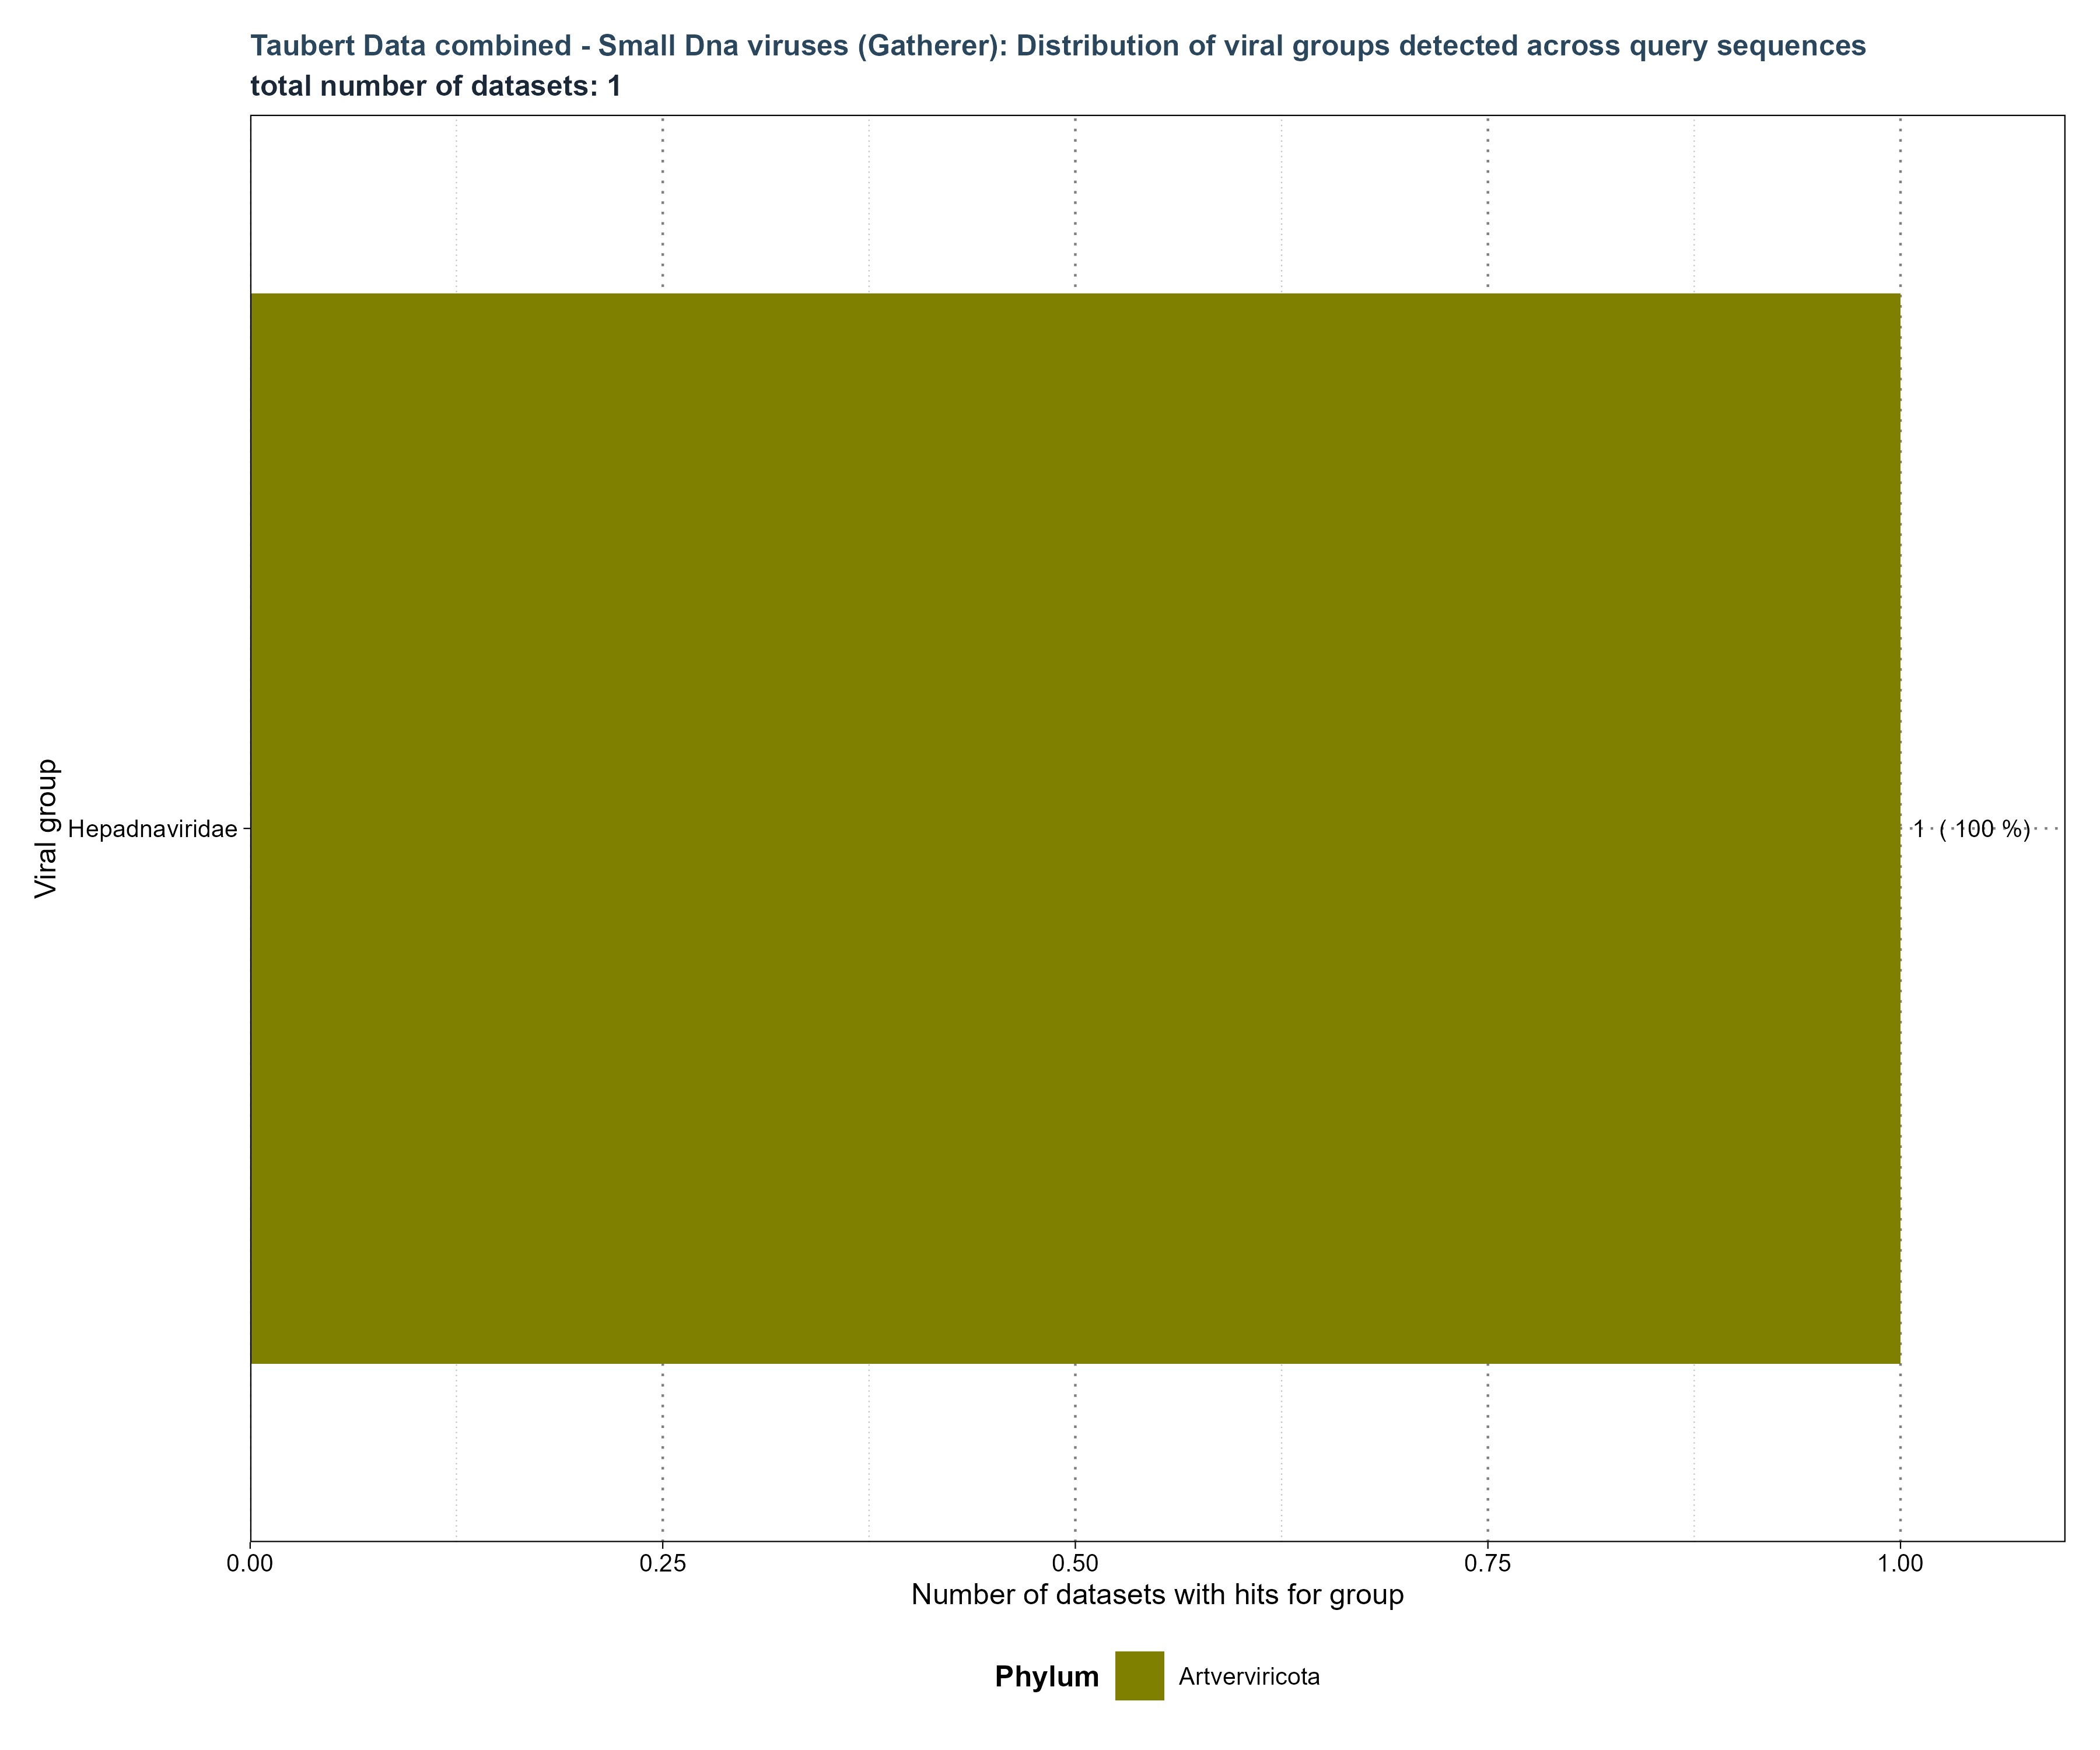 Taubert Data combined - Small Dna viruses (Gatherer): Distribution of viral groups detected across query sequences
total number of datasets: 1
Viral group
Hepadnaviridae
1 ( 100 %)
0.00 0.25 0.50 0.75 1.00
Number of datasets with hits for group
Phylum Artverviricota